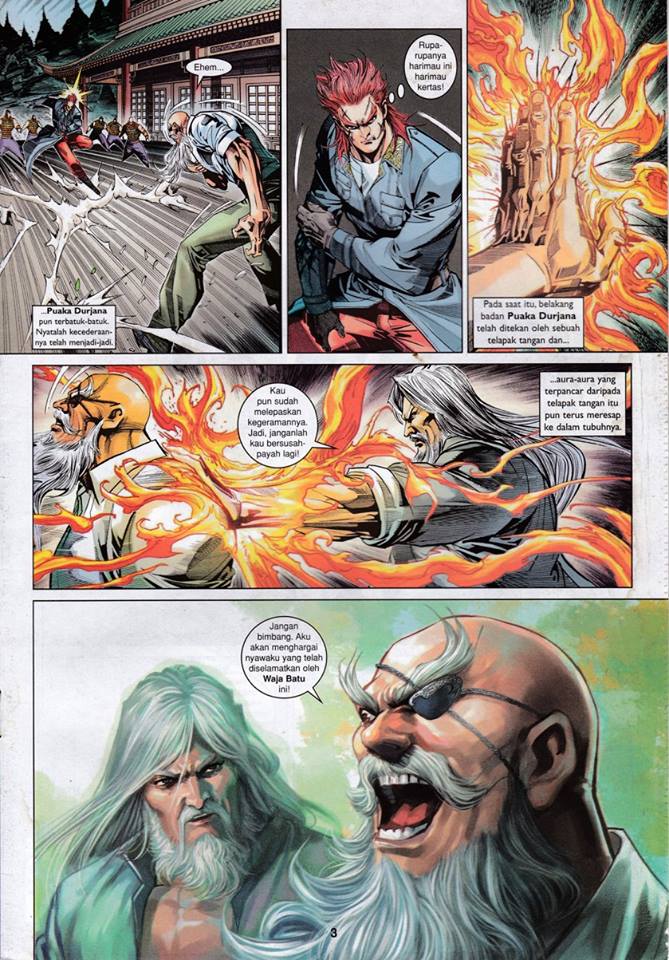 Ehem...
...Puaka Durjana
pun terbatuk-batuk.
Nyatalah kecederaan-
nya telah menjadi-jadi.
Rupa-
rupanya
harimau ini
harimau
kertas!
Pada saat itu, belakang
badan Puaka Durjana
telah ditekan oleh sebuah
telapak tangan dan...
Kau
pun sudah
melepaskan
kegeramannya.
Jadi, janganlah
kau bersusah-
payah lagi!
...aura-aura yang
terpancar daripada
telapak tangan itu
pun terus meresap
ke dalam tubuhnya.
Jangan
bimbang. Aku
akan menghargai
nyawaku yang telah
diselamatkan oleh
Waja Batu
ini!
3